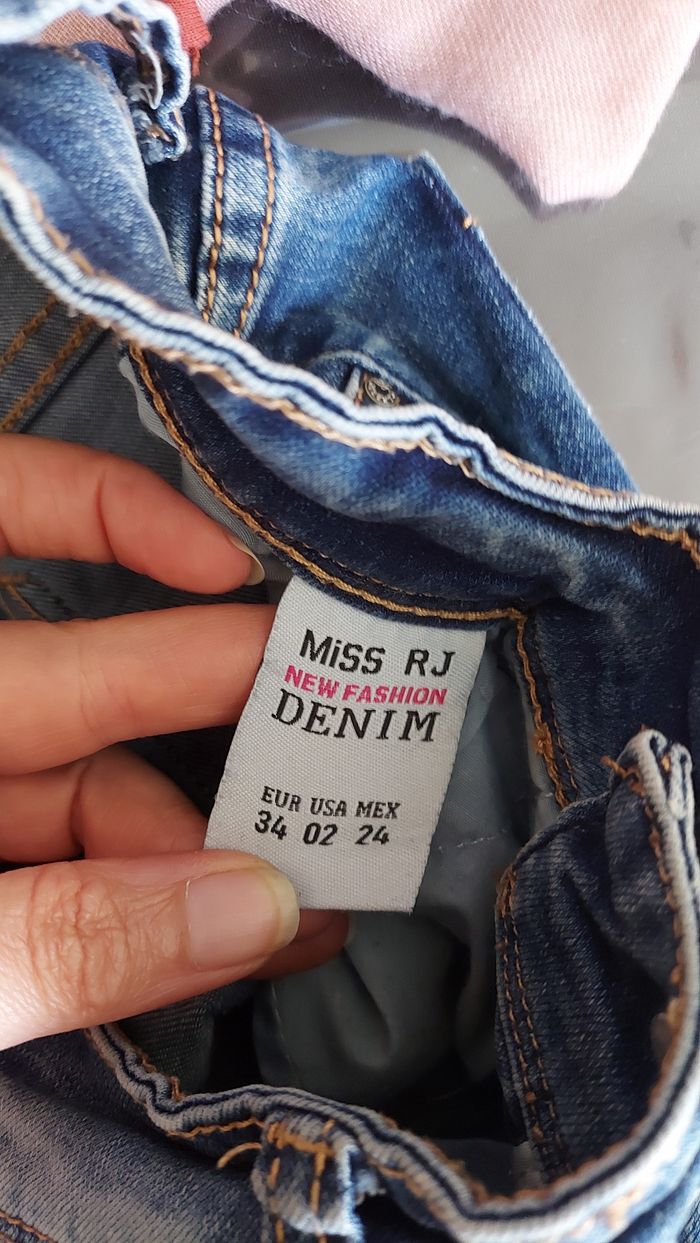 MiSS RJ
NEW FASHION
DENIM
EUR USA MEX
34 02 24